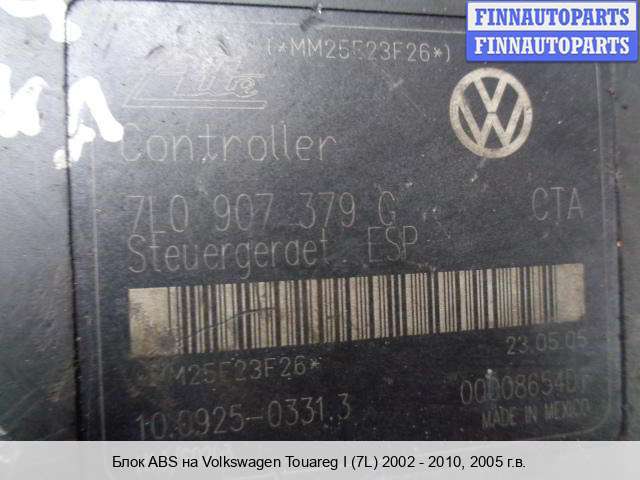 FINNAUTOPARTS
FINNAUTOPARTS
(*MM25E23F26*)
Ate
Controller
7L0 907 379 G CTA
Steuergeraet ESP
23.05.05
*MM25E23F26*
10.0925-0331.3
MADE IN MEXICO
Блок ABS на Volkswagen Touareg I (7L) 2002 - 2010, 2005 г.в.